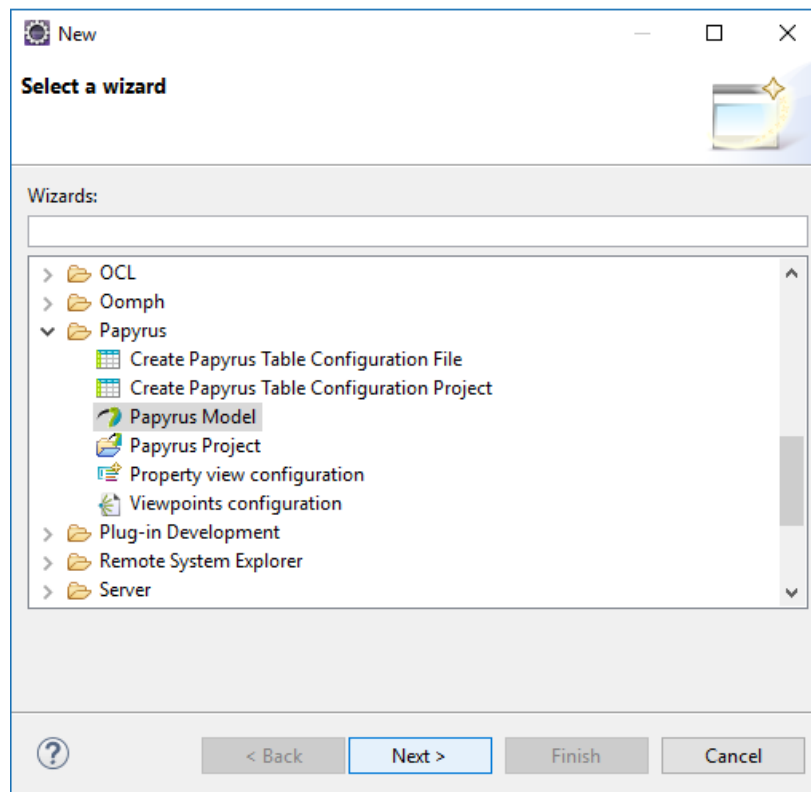 New
Select a wizard
Wizards:
OCL
Oomph
Papyrus
Create Papyrus Table Configuration File
Create Papyrus Table Configuration Project
Papyrus Model
Papyrus Project
Property view configuration
Viewpoints configuration
Plug-in Development
Remote System Explorer
Server
? < Back Next > Finish Cancel